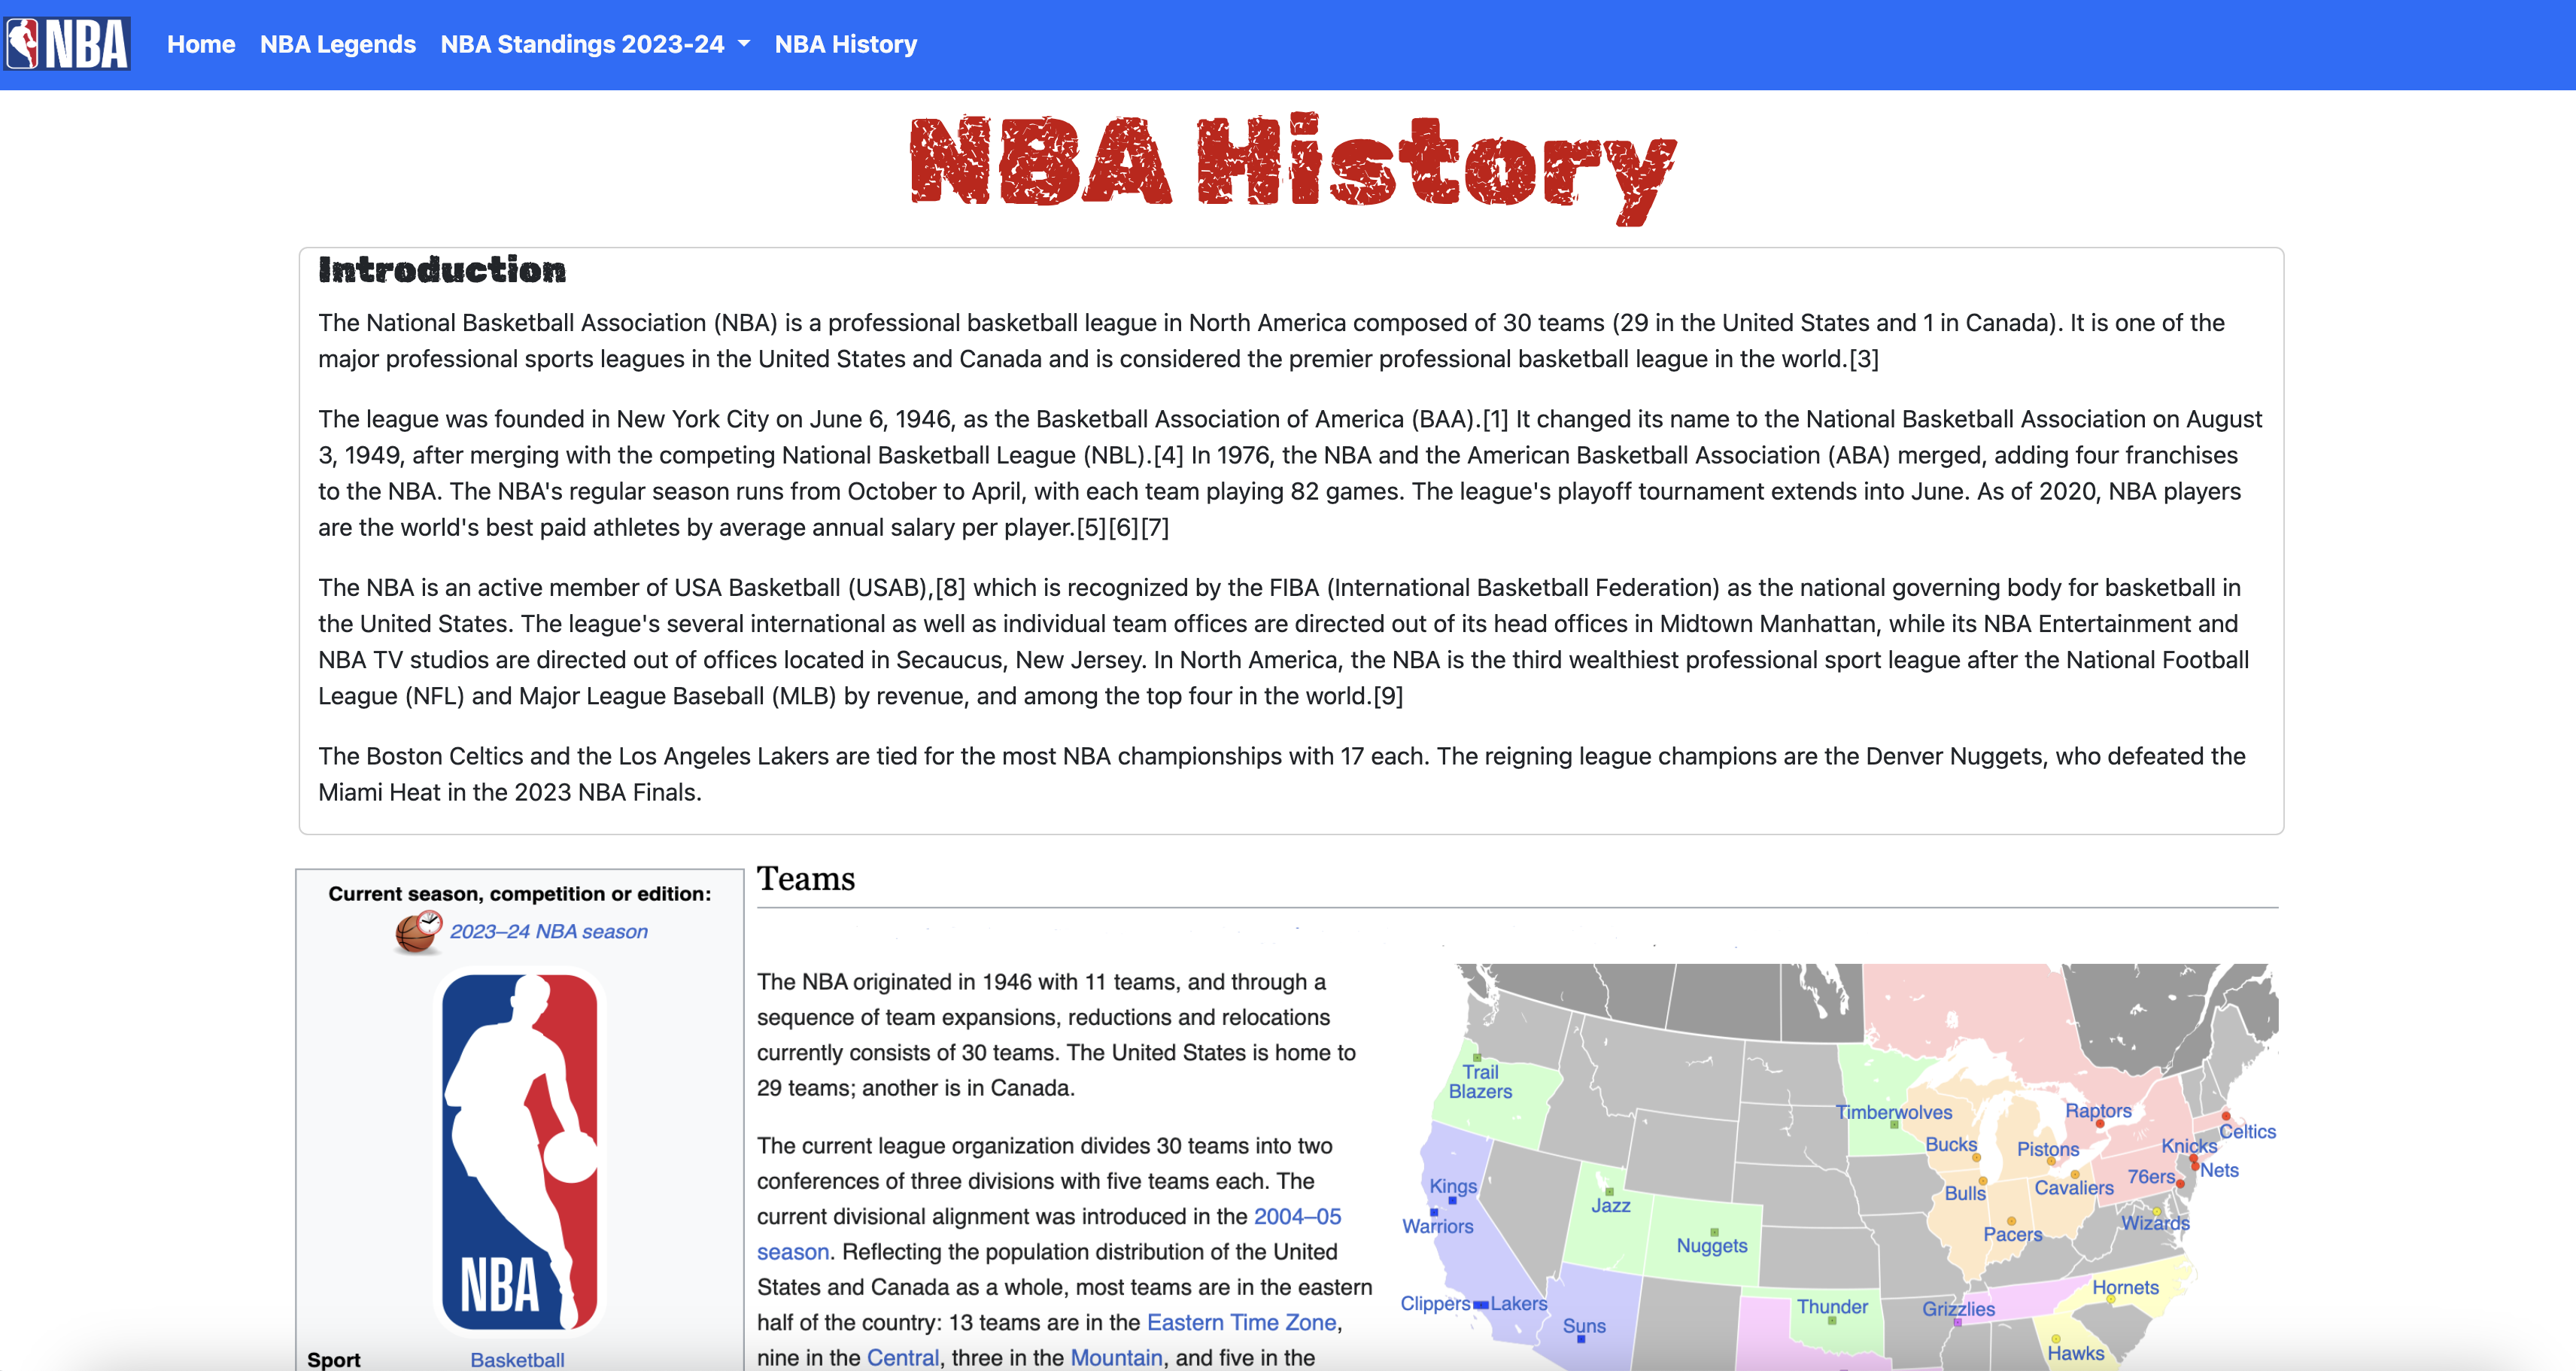 NBA
Home
NBA Legends
NBA Standings 2023-24
NBA History
NBA History
Introduction
The National Basketball Association (NBA) is a professional basketball league in North America composed of 30 teams (29 in the United States and 1 in Canada). It is one of the
major professional sports leagues in the United States and Canada and is considered the premier professional basketball league in the world.[3]
The league was founded in New York City on June 6, 1946, as the Basketball Association of America (BAA).[1] It changed its name to the National Basketball Association on August
3, 1949, after merging with the competing National Basketball League (NBL).[4] In 1976, the NBA and the American Basketball Association (ABA) merged, adding four franchises
to the NBA. The NBA's regular season runs from October to April, with each team playing 82 games. The league's playoff tournament extends into June. As of 2020, NBA players
are the world's best paid athletes by average annual salary per player.[5][6][7]
The NBA is an active member of USA Basketball (USAB),[8] which is recognized by the FIBA (International Basketball Federation) as the national governing body for basketball in
the United States. The league's several international as well as individual team offices are directed out of its head offices in Midtown Manhattan, while its NBA Entertainment and
NBA TV studios are directed out of offices located in Secaucus, New Jersey. In North America, the NBA is the third wealthiest professional sport league after the National Football
League (NFL) and Major League Baseball (MLB) by revenue, and among the top four in the world.[9]
The Boston Celtics and the Los Angeles Lakers are tied for the most NBA championships with 17 each. The reigning league champions are the Denver Nuggets, who defeated the
Miami Heat in the 2023 NBA Finals.
Current season, competition or edition:
2023–24 NBA season
NBA
Sport Basketball
Teams
The NBA originated in 1946 with 11 teams, and through a
sequence of team expansions, reductions and relocations
currently consists of 30 teams. The United States is home to
29 teams; another is in Canada.
The current league organization divides 30 teams into two
conferences of three divisions with five teams each. The
current divisional alignment was introduced in the 2004–05
season. Reflecting the population distribution of the United
States and Canada as a whole, most teams are in the eastern
half of the country: 13 teams are in the Eastern Time Zone,
nine in the Central, three in the Mountain, and five in the
Trail
Blazers
Timberwolves
Raptors
Celtics
Bucks
Pistons
Knicks
Nets
76ers
Kings
Bulls
Cavaliers
Jazz
Warriors
Wizards
Pacers
Nuggets
Hornets
Clippers
Lakers
Thunder
Grizzlies
Suns
Hawks